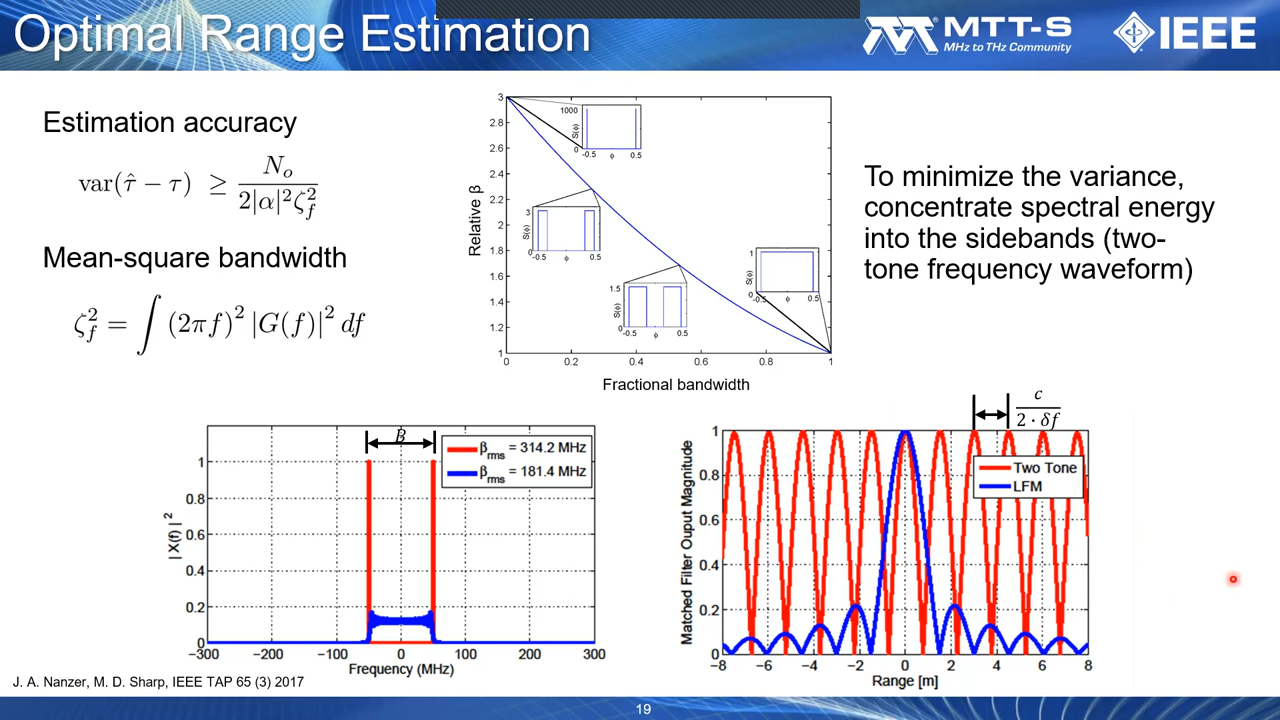 Optimal Range Estimation
MTT-S
MHz to THz Community
IEEE
Estimation accuracy
var(τ̂ − τ) ≥ N_o / 2|α|²ζ_f²
Mean-square bandwidth
ζ_f² = ∫ (2πf)² |G(f)|² df
Relative β
3
2.8
2.6
2.4
2.2
2
1.8
1.6
1.4
1.2
1
0 0.2 0.4 0.6 0.8 1
Fractional bandwidth
1000
S(ϕ)
0
-0.5 ϕ 0.5
3
S(ϕ)
0
-0.5 ϕ 0.5
1.5
S(ϕ)
0
-0.5 ϕ 0.5
1
S(ϕ)
0
-0.5 ϕ 0.5
To minimize the variance,
concentrate spectral energy
into the sidebands (two-
tone frequency waveform)
B
β_rms = 314.2 MHz
β_rms = 181.4 MHz
| X(f) |²
1
0.8
0.6
0.4
0.2
0
−300 −200 −100 0 100 200 300
Frequency (MHz)
c / 2 · δf
Two Tone
LFM
Matched Filter Ouput Magnitude
1
0.8
0.6
0.4
0.2
0
−8 −6 −4 −2 0 2 4 6 8
Range [m]
J. A. Nanzer, M. D. Sharp, IEEE TAP 65 (3) 2017
19